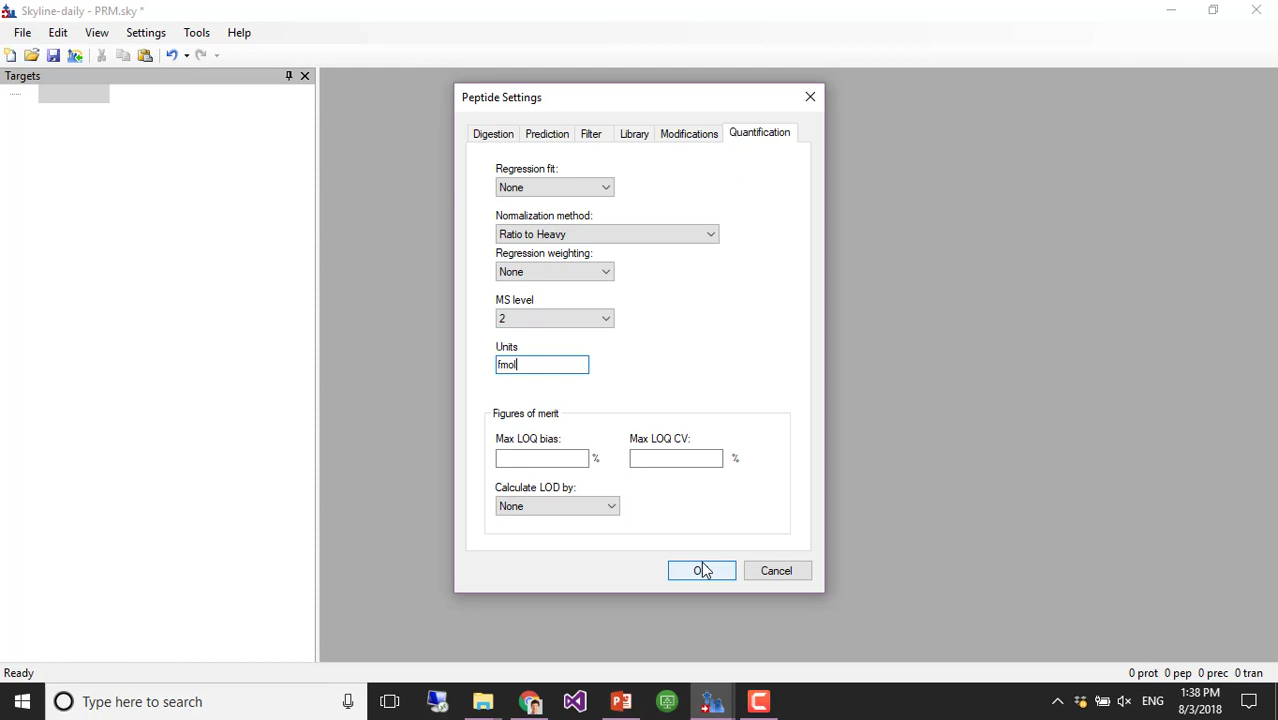 Skyline-daily - PRM.sky *
File Edit View Settings Tools Help
Targets
Peptide Settings
Digestion Prediction Filter Library Modifications Quantification
Regression fit:
None
Normalization method:
Ratio to Heavy
Regression weighting:
None
MS level
2
Units
fmol
Figures of merit
Max LOQ bias: Max LOQ CV:
% %
Calculate LOD by:
None
Cancel
Ready 0 prot 0 pep 0 prec 0 tran
Type here to search
ENG
1:38 PM
8/3/2018